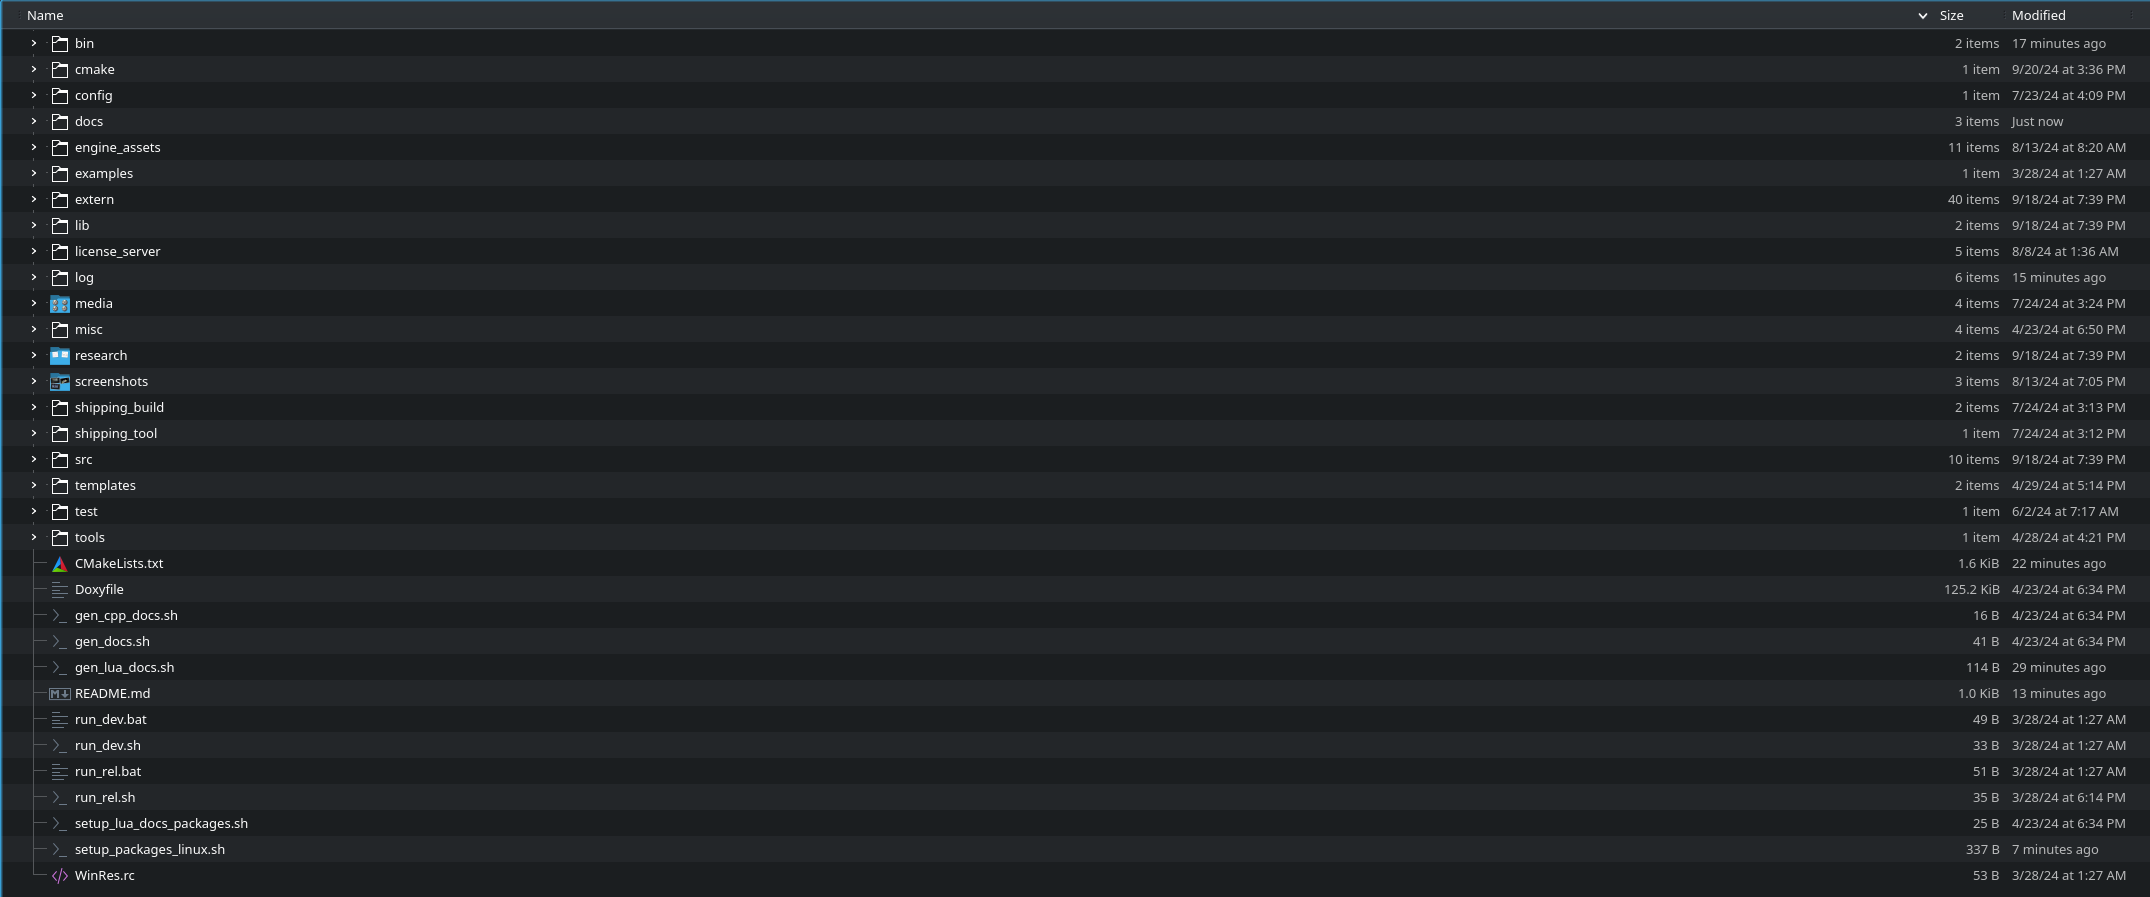 Name Size Modified
bin 2 items 17 minutes ago
cmake 1 item 9/20/24 at 3:36 PM
config 1 item 7/23/24 at 4:09 PM
docs 3 items Just now
engine_assets 11 items 8/13/24 at 8:20 AM
examples 1 item 3/28/24 at 1:27 AM
extern 40 items 9/18/24 at 7:39 PM
lib 2 items 9/18/24 at 7:39 PM
license_server 5 items 8/8/24 at 1:36 AM
log 6 items 15 minutes ago
media 4 items 7/24/24 at 3:24 PM
misc 4 items 4/23/24 at 6:50 PM
research 2 items 9/18/24 at 7:39 PM
screenshots 3 items 8/13/24 at 7:05 PM
shipping_build 2 items 7/24/24 at 3:13 PM
shipping_tool 1 item 7/24/24 at 3:12 PM
src 10 items 9/18/24 at 7:39 PM
templates 2 items 4/29/24 at 5:14 PM
test 1 item 6/2/24 at 7:17 AM
tools 1 item 4/28/24 at 4:21 PM
CMakeLists.txt 1.6 KiB 22 minutes ago
Doxyfile 125.2 KiB 4/23/24 at 6:34 PM
gen_cpp_docs.sh 16 B 4/23/24 at 6:34 PM
gen_docs.sh 41 B 4/23/24 at 6:34 PM
gen_lua_docs.sh 114 B 29 minutes ago
README.md 1.0 KiB 13 minutes ago
run_dev.bat 49 B 3/28/24 at 1:27 AM
run_dev.sh 33 B 3/28/24 at 1:27 AM
run_rel.bat 51 B 3/28/24 at 1:27 AM
run_rel.sh 35 B 3/28/24 at 6:14 PM
setup_lua_docs_packages.sh 25 B 4/23/24 at 6:34 PM
setup_packages_linux.sh 337 B 7 minutes ago
WinRes.rc 53 B 3/28/24 at 1:27 AM